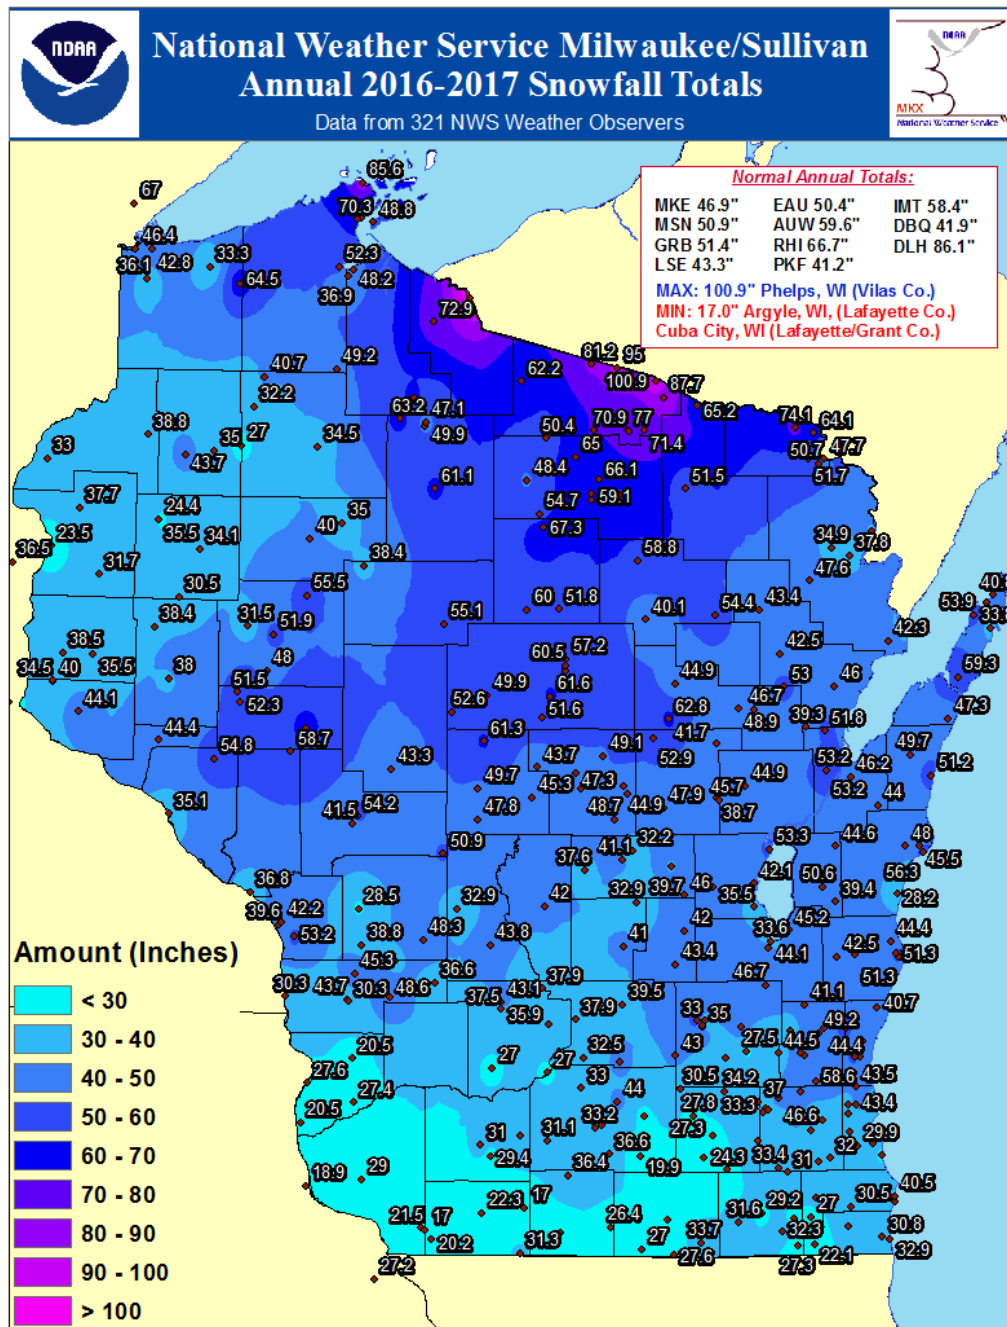 NOAA
National Weather Service Milwaukee/Sullivan
Annual 2016-2017 Snowfall Totals
Data from 321 NWS Weather Observers
NOAA
MKX
National Weather Service
Normal Annual Totals:
MKE 46.9" EAU 50.4" IMT 58.4"
MSN 50.9" AUW 59.6" DBQ 41.9"
GRB 51.4" RHI 66.7" DLH 86.1"
LSE 43.3" PKF 41.2"
MAX: 100.9" Phelps, WI (Vilas Co.)
MIN: 17.0" Argyle, WI, (Lafayette Co.)
Cuba City, WI (Lafayette/Grant Co.)
85.6
67
70.3 48.8
46.4
36.1 42.8 33.3 52.3
64.5 36.9 48.2
72.9
81.2 95
40.7 49.2 62.2 100.9 87.7
32.2 63.2 47.1 65.2
38.8 49.9 50.4 70.9 77 74.1 64.1
33 35 27 34.5 65 71.4 50.7 47.7
43.7 61.1 48.4 66.1 51.5 51.7
37.7 24.4 35 54.7 59.1
23.5 35.5 34.1 40 67.3 34.9
36.5 31.7 38.4 58.8 37.8
30.5 55.5 47.6
38.4 31.5 55.1 60 51.8 40.1 54.4 43.4 53.9
51.9 42.5 42.3
38.5 35.5 48 60.5 57.2 59.3
34.5 40 38 51.5 49.9 61.6 44.9 53 46
44.1 52.3 52.6 51.6 62.8 46.7 47.3
44.4 58.7 61.3 41.7 48.9 39.3 51.8
54.8 43.3 43.7 49.1 52.9 53.2 46.2 49.7
49.7 45.3 47.3 45.7 44.9 51.2
35.1 41.5 54.2 47.8 48.7 44.9 47.9 38.7 53.2 44
50.9 37.6 41.1 32.2 53.3 44.6 48
45.5
36.8 28.5 32.9 42 32.9 39.7 46 42.1 50.6 56.3
39.6 42.2 35.5 39.4 28.2
53.2 38.8 48.3 43.8 41 42 33.6 45.2 44.4
45.3 43.4 44.1 42.5 51.3
30.3 43.7 30.3 48.6 36.6 37.9 46.7 51.3
37.5 43.1 37.9 39.5 41.1 40.7
35.9 33 35 49.2
20.5 27 27 32.5 43 27.5 44.5 44.4
27.6 33 30.5 34.2 37 58.6 43.5
27.4 44 27.8 33.3 43.4
20.5 31 31.1 33.2 27.3 46.6 29.9
18.9 29 29.4 36.4 36.6 19.9 24.3 33.4 31 32
22.3 17 29.2 27 30.5 40.5
21.5 17 26.4 31.6 32.3 30.8
20.2 31.3 27 33.7 22.1 32.9
27.2 27.6 27.3
Amount (Inches)
< 30
30 - 40
40 - 50
50 - 60
60 - 70
70 - 80
80 - 90
90 - 100
> 100